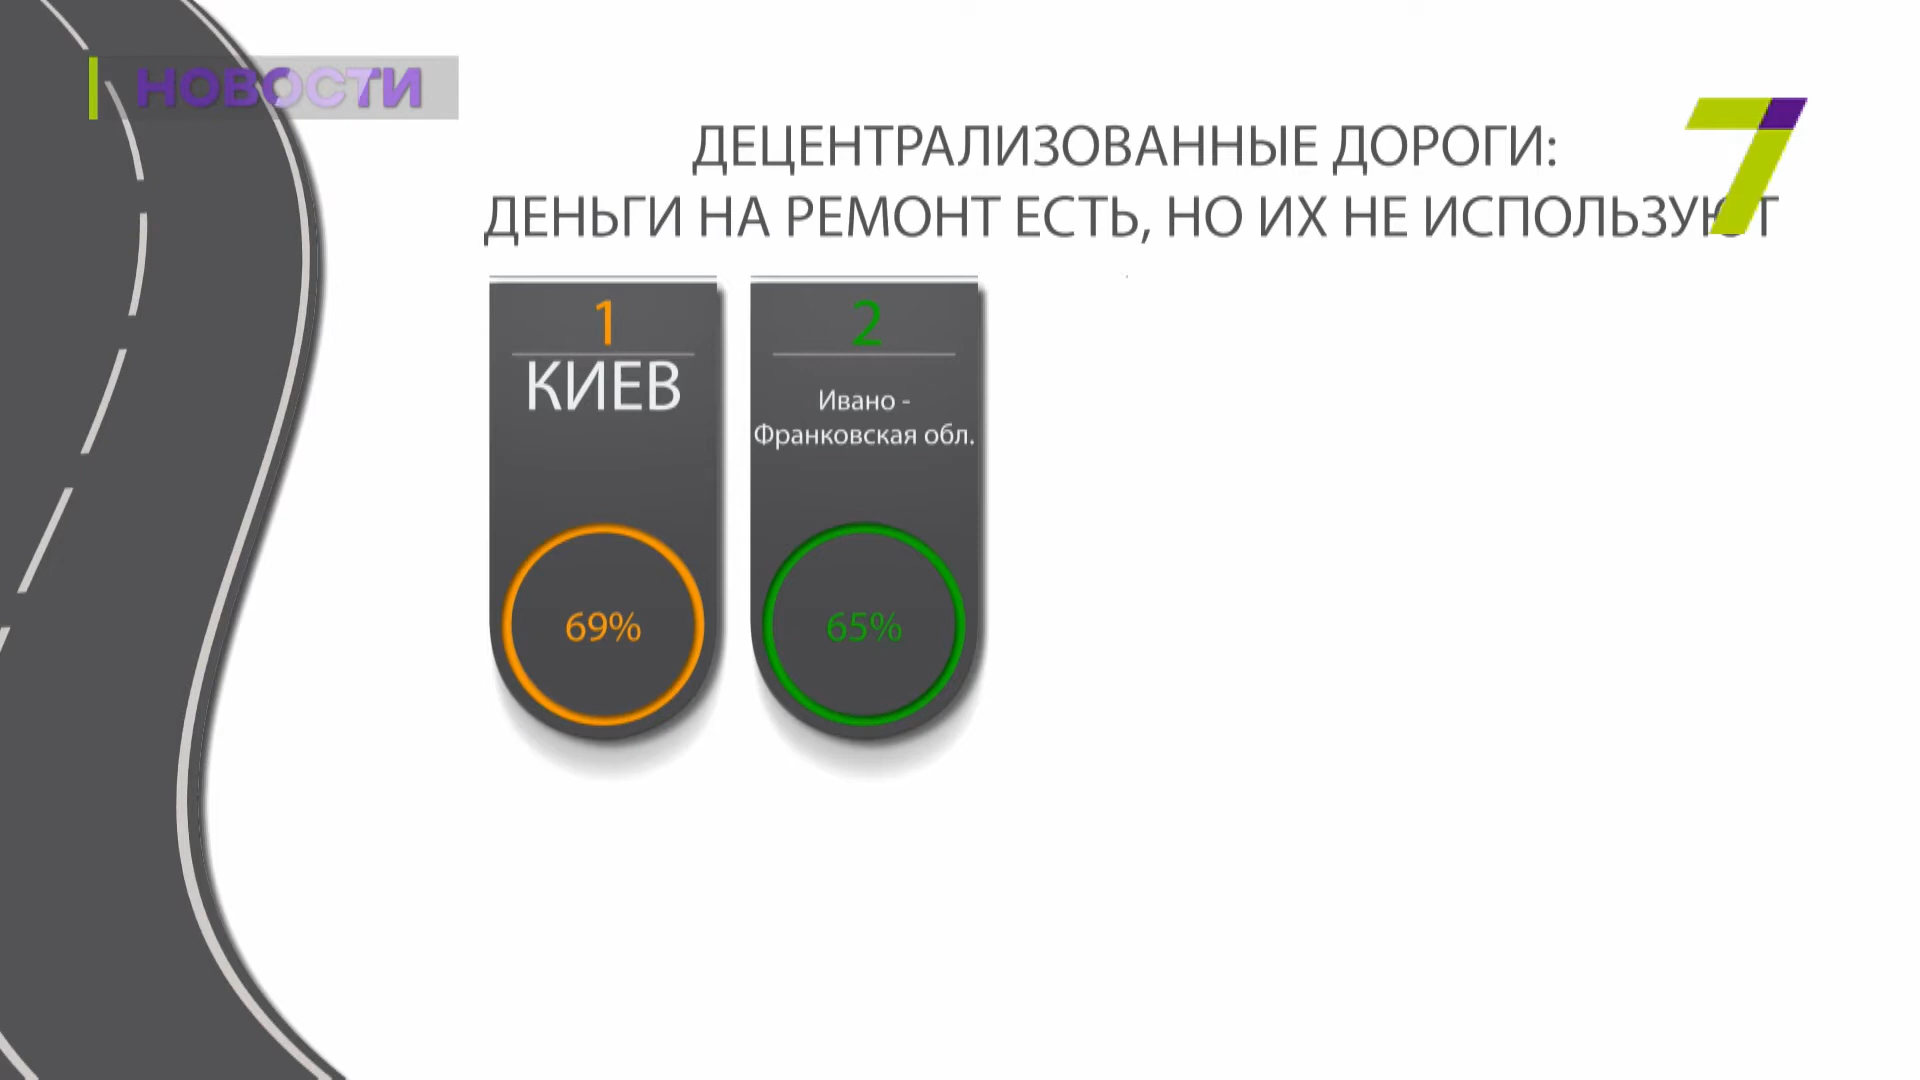 НОВОСТИ
7
ДЕЦЕНТРАЛИЗОВАННЫЕ ДОРОГИ:
ДЕНЬГИ НА РЕМОНТ ЕСТЬ, НО ИХ НЕ ИСПОЛЬЗУЮТ
1
КИЕВ
69%
2
Ивано -
Франковская обл.
65%